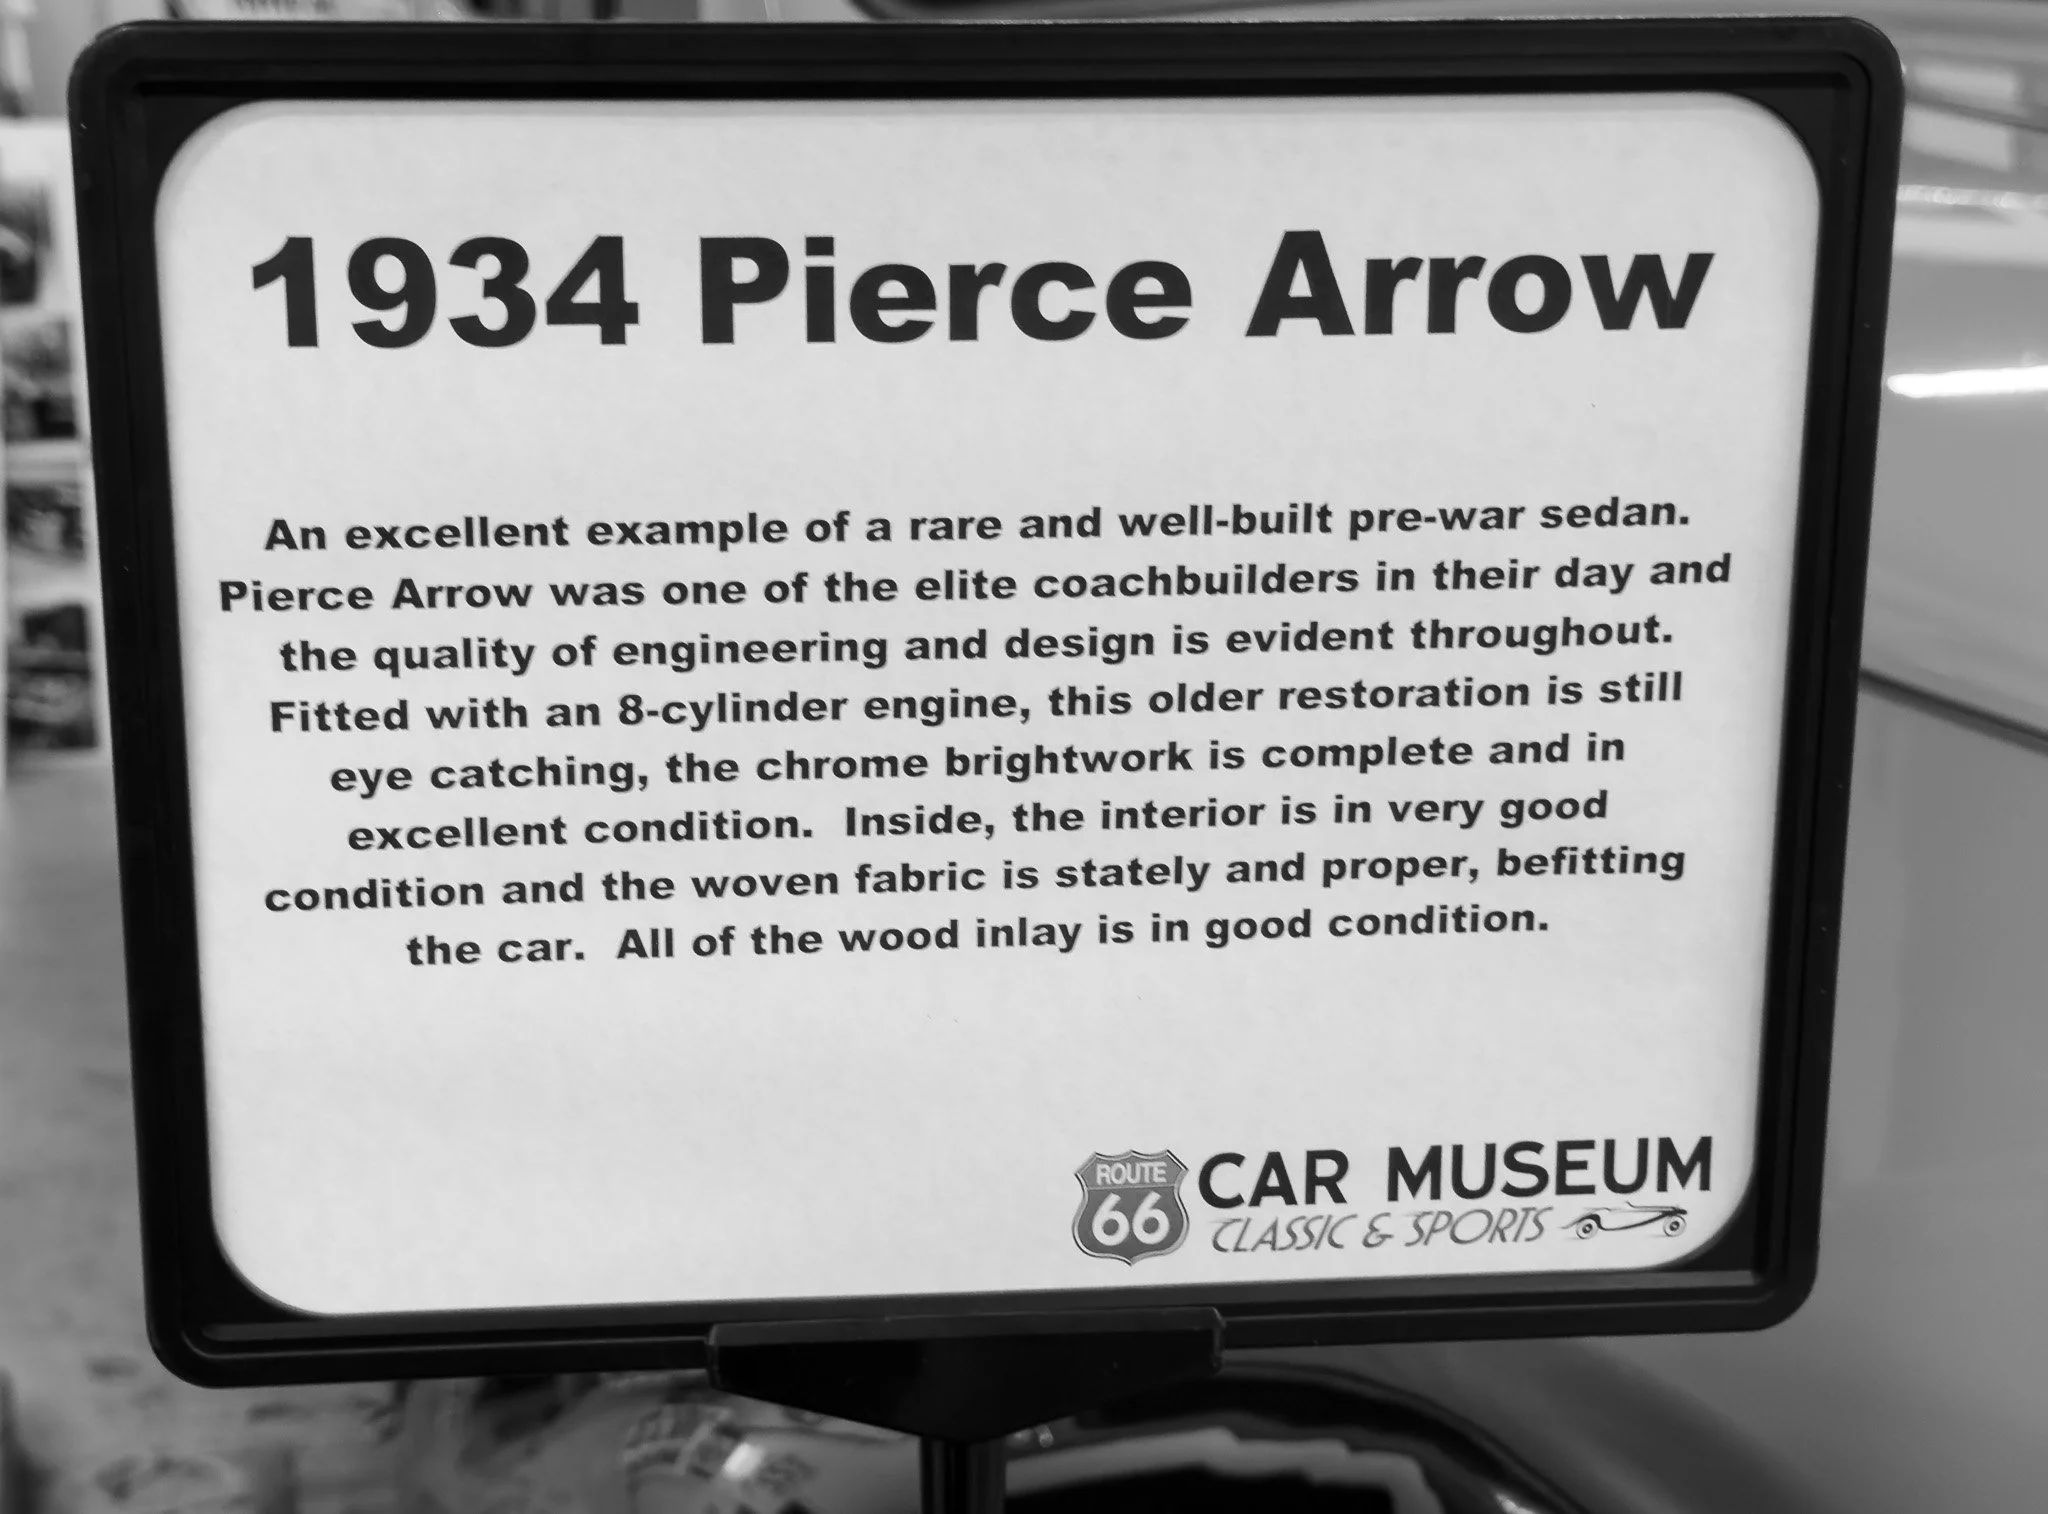 1934 Pierce Arrow
An excellent example of a rare and well-built pre-war sedan.
Pierce Arrow was one of the elite coachbuilders in their day and
the quality of engineering and design is evident throughout.
Fitted with an 8-cylinder engine, this older restoration is still
eye catching, the chrome brightwork is complete and in
excellent condition.  Inside, the interior is in very good
condition and the woven fabric is stately and proper, befitting
the car.  All of the wood inlay is in good condition.
ROUTE
66
CAR MUSEUM
CLASSIC & SPORTS